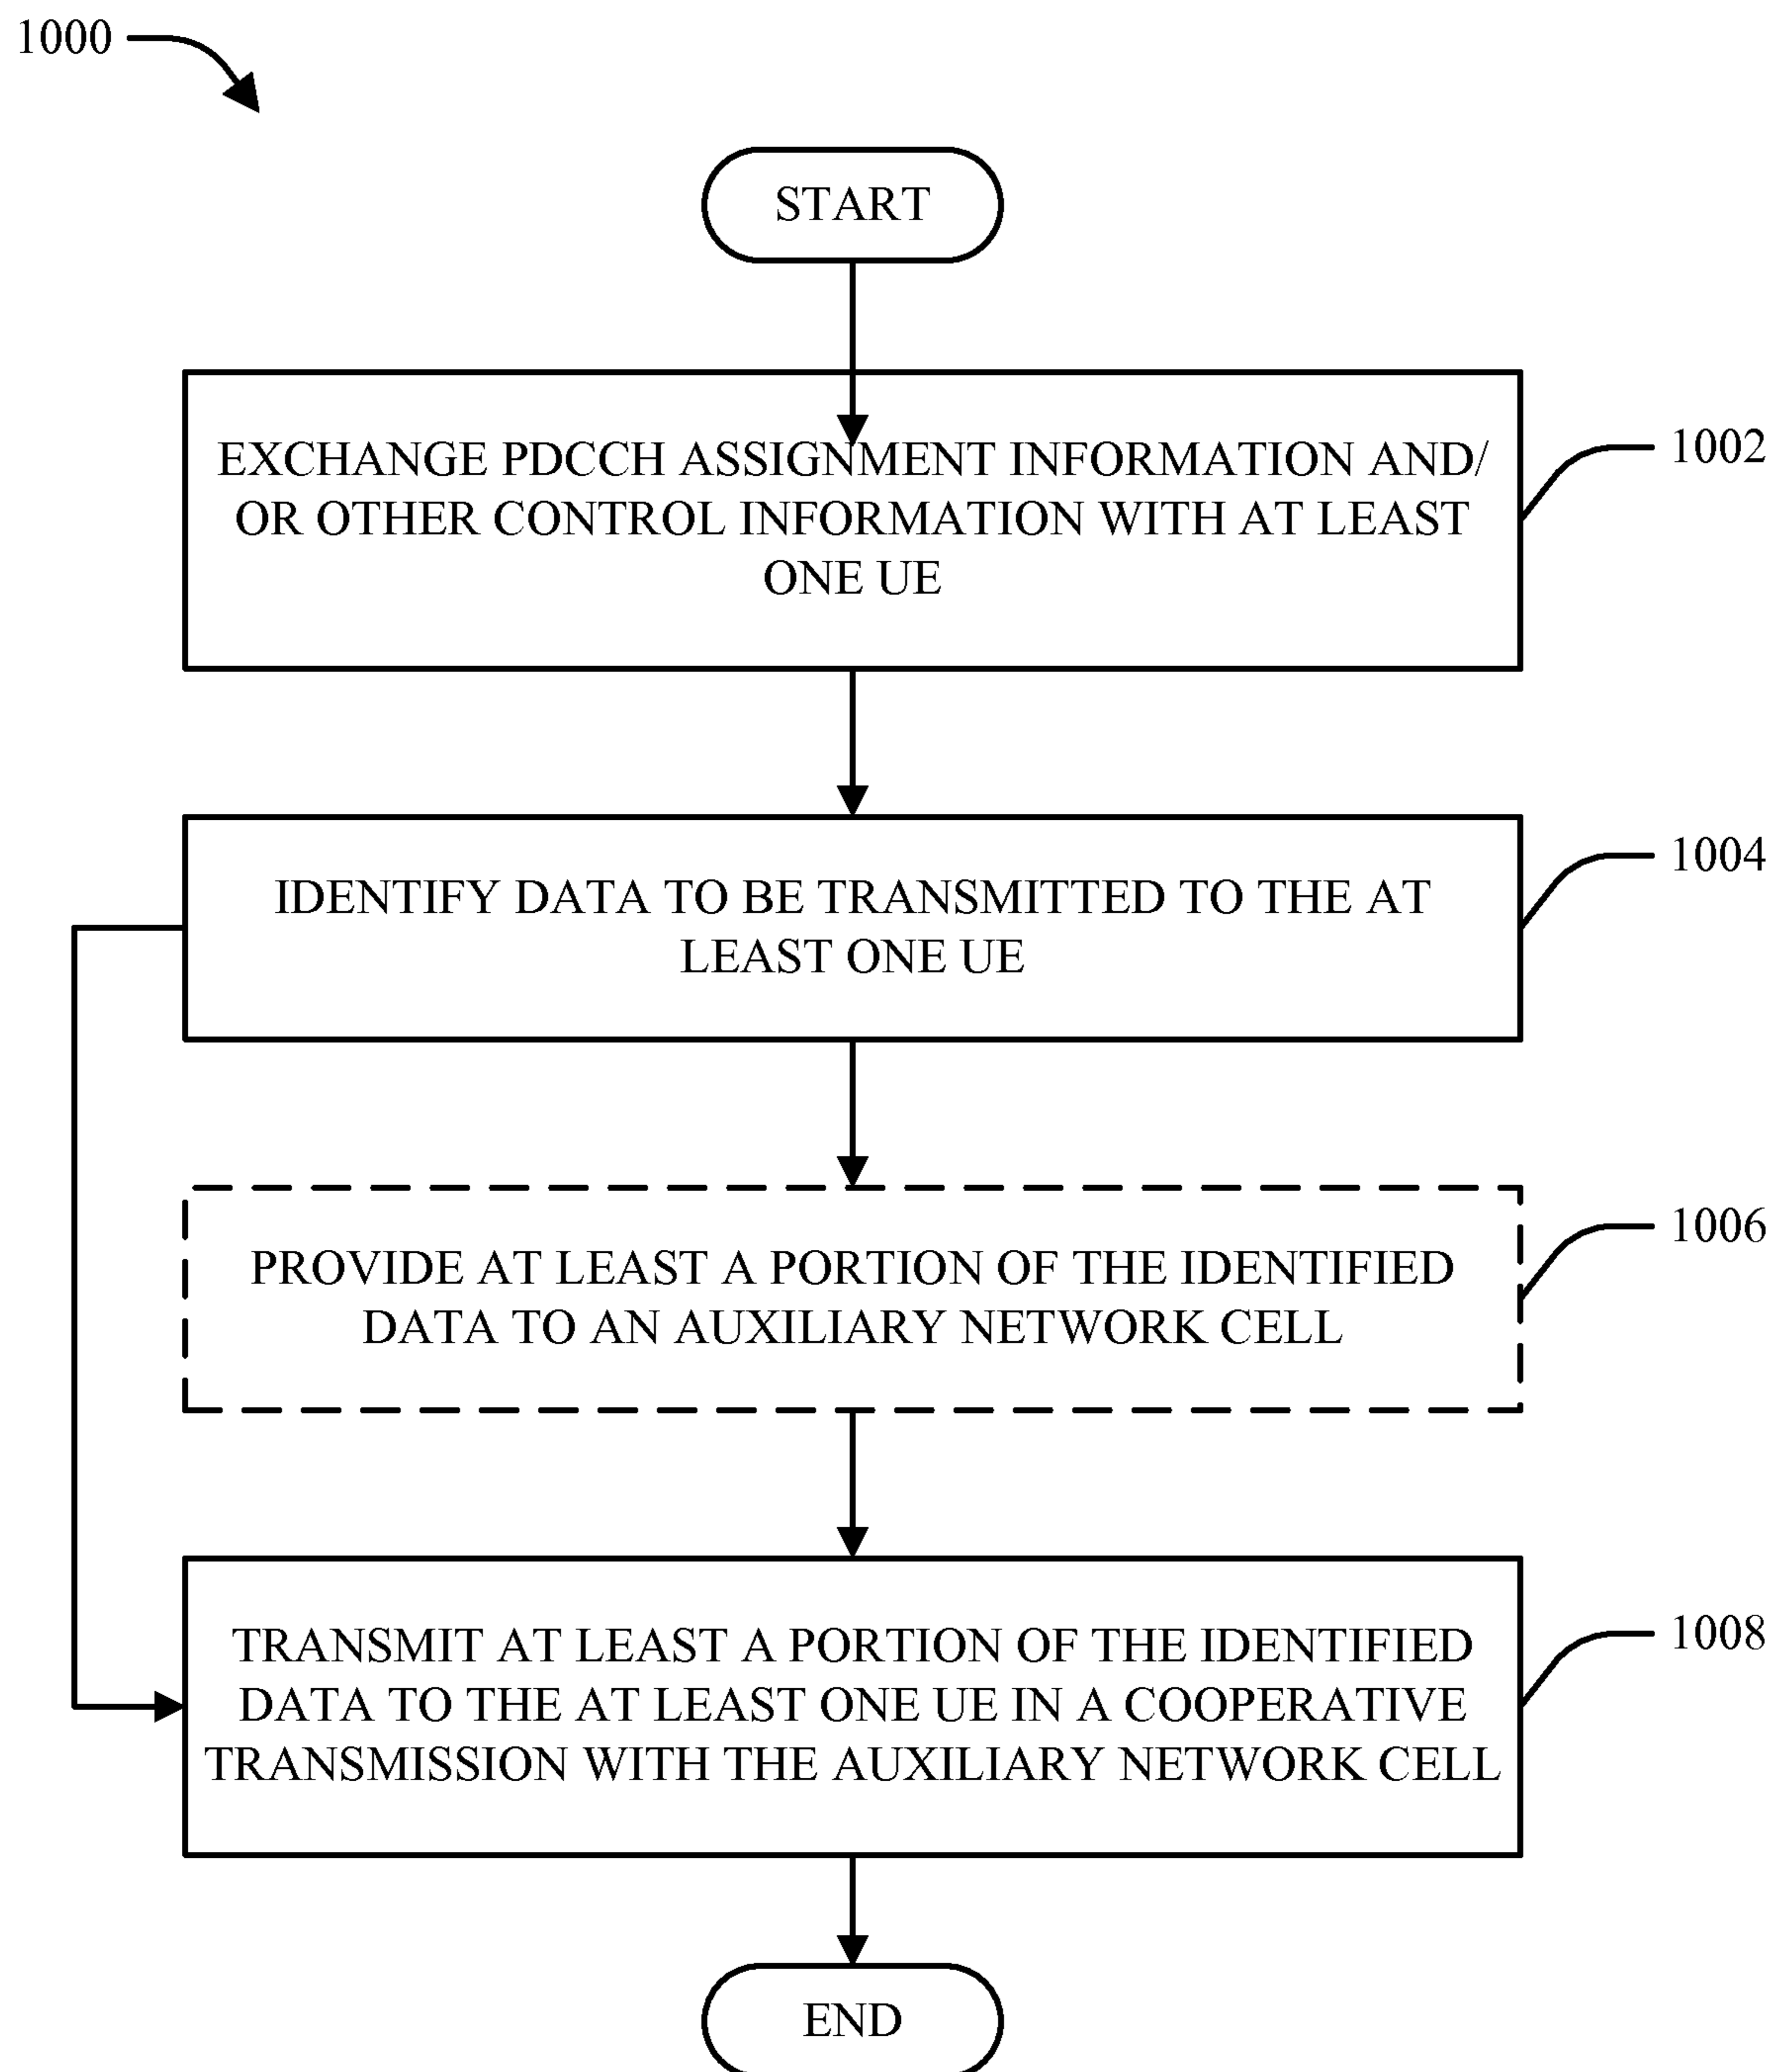 1000
START
EXCHANGE PDCCH ASSIGNMENT INFORMATION AND/
OR OTHER CONTROL INFORMATION WITH AT LEAST
ONE UE
1002
IDENTIFY DATA TO BE TRANSMITTED TO THE AT
LEAST ONE UE
1004
PROVIDE AT LEAST A PORTION OF THE IDENTIFIED
DATA TO AN AUXILIARY NETWORK CELL
1006
TRANSMIT AT LEAST A PORTION OF THE IDENTIFIED
DATA TO THE AT LEAST ONE UE IN A COOPERATIVE
TRANSMISSION WITH THE AUXILIARY NETWORK CELL
1008
END